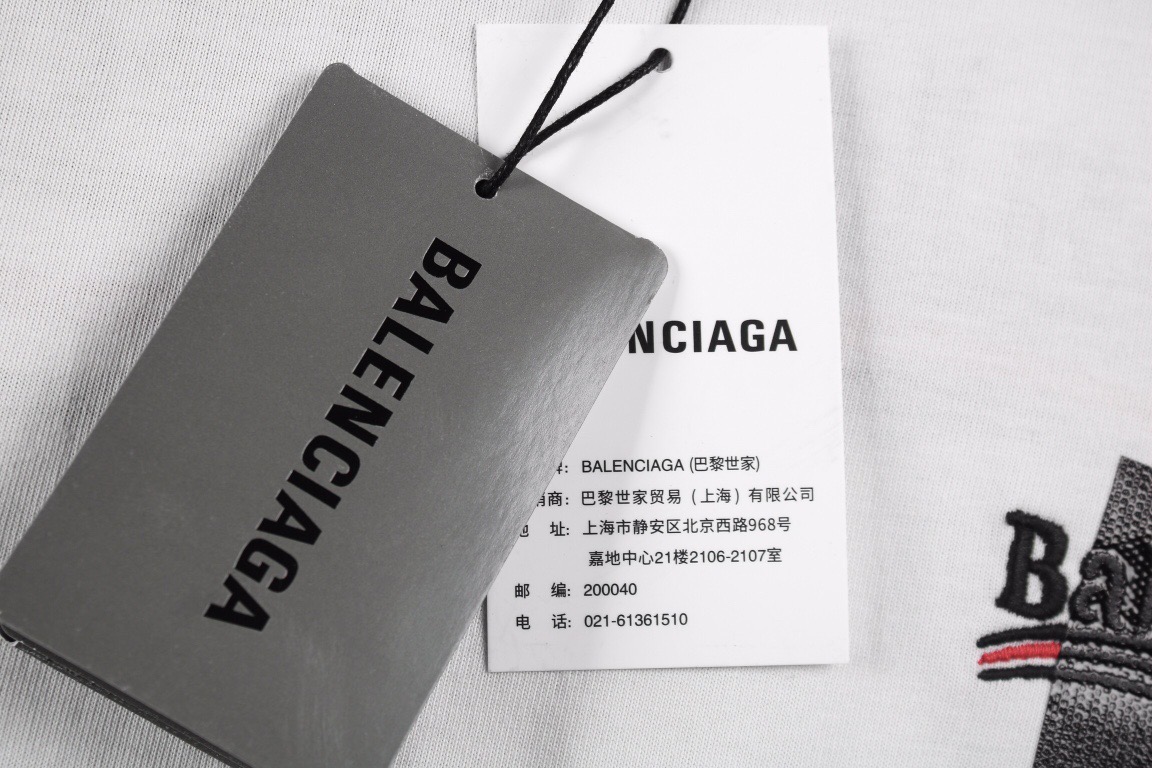 BALENCIAGA
NCIAGA
BALENCIAGA (巴黎世家)
商: 巴黎世家贸易 (上海) 有限公司
址: 上海市静安区北京西路968号
嘉地中心21楼2106-2107室
邮 编: 200040
电 话: 021-61361510
Ba